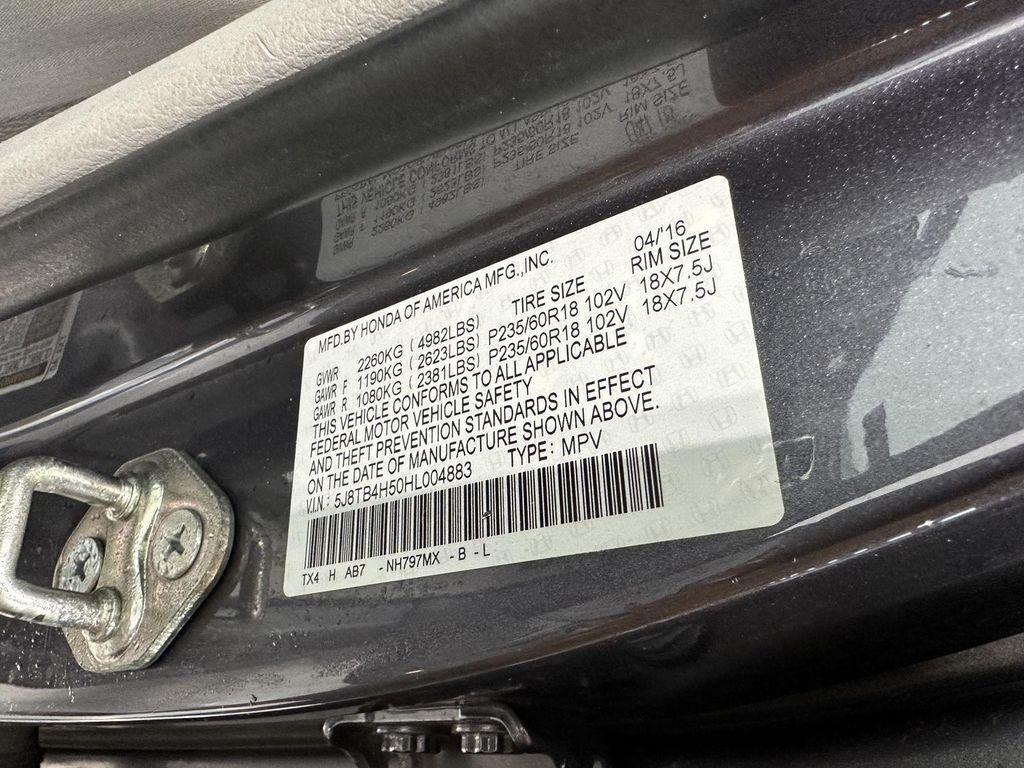 MFD.BY HONDA OF AMERICA MFG.,INC. 04/'16
TIRE SIZE RIM SIZE
GVWR 2260KG ( 4982LBS)
GAWR F 1190KG ( 2623LBS) P235/60R18 102V 18X7.5J
GAWR R 1080KG ( 2381LBS) P235/60R18 102V 18X7.5J
THIS VEHICLE CONFORMS TO ALL APPLICABLE
FEDERAL MOTOR VEHICLE SAFETY
AND THEFT PREVENTION STANDARDS IN EFFECT
ON THE DATE OF MANUFACTURE SHOWN ABOVE.
V.I.N.: 5J8TB4H50HL004883 TYPE: MPV
TX4 H AB7 -NH797MX -B -L